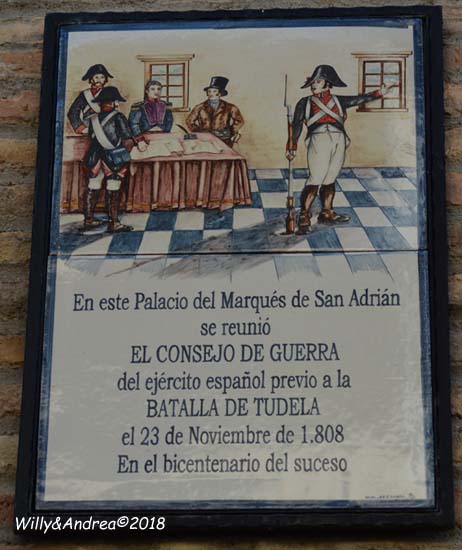 En este Palacio del Marqués de San Adrián
se reunió
EL CONSEJO DE GUERRA
del ejército español previo a la
BATALLA DE TUDELA
el 23 de Noviembre de 1.808
En el bicentenario del suceso
Willy&Andrea©2018